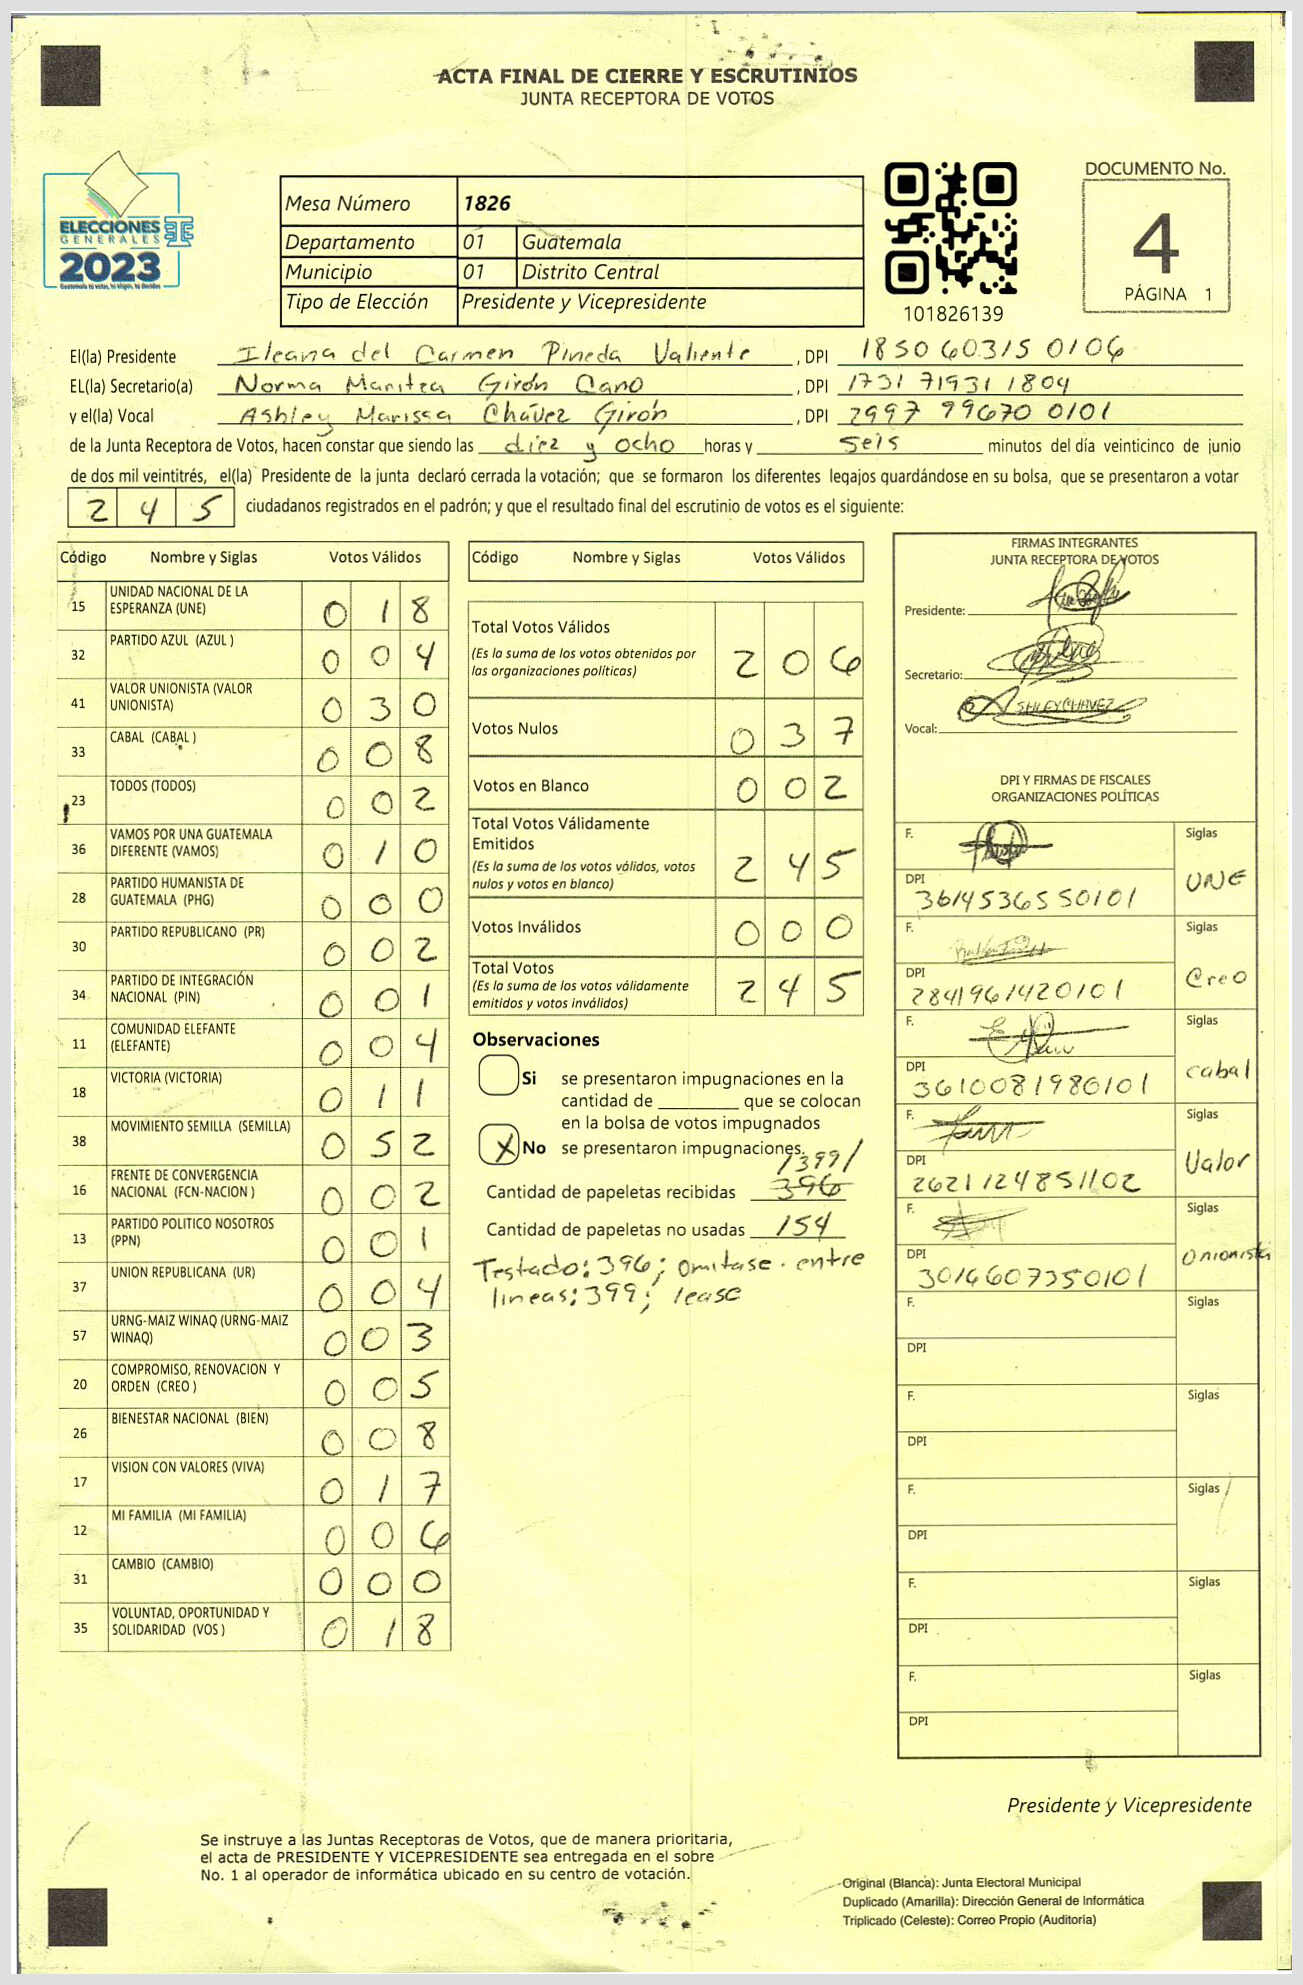 ACTA FINAL DE CIERRE Y ESCRUTINIOS
JUNTA RECEPTORA DE VOTOS
ELECCIONES
GENERALES
2023
TSE
Mesa Número 1826
Departamento 01 Guatemala
Municipio 01 Distrito Central
Tipo de Elección Presidente y Vicepresidente
101826139
DOCUMENTO No.
4
PÁGINA 1
El(la) Presidente Ileana del Carmen Pineda Valiente, DPI 1850 60315 0106
EL(la) Secretario(a) Norma Maritza Girón Cano, DPI 1731 71931 1804
y el(la) Vocal Ashley Marissa Chávez Girón, DPI 2997 99670 0101
de la Junta Receptora de Votos, hacen constar que siendo las diez y ocho horas y seis minutos del día veinticinco de junio
de dos mil veintitrés, el(la) Presidente de la junta declaró cerrada la votación; que se formaron los diferentes legajos guardándose en su bolsa, que se presentaron a votar
2 4 5 ciudadanos registrados en el padrón; y que el resultado final del escrutinio de votos es el siguiente:
Código Nombre y Siglas Votos Válidos
15 UNIDAD NACIONAL DE LA
ESPERANZA (UNE) 0 1 8
32 PARTIDO AZUL (AZUL ) 0 0 4
41 VALOR UNIONISTA (VALOR
UNIONISTA) 0 3 0
33 CABAL (CABAL ) 0 0 8
23 TODOS (TODOS) 0 0 2
36 VAMOS POR UNA GUATEMALA
DIFERENTE (VAMOS) 0 1 0
28 PARTIDO HUMANISTA DE
GUATEMALA (PHG) 0 0 0
30 PARTIDO REPUBLICANO (PR) 0 0 2
34 PARTIDO DE INTEGRACIÓN
NACIONAL (PIN) 0 0 1
11 COMUNIDAD ELEFANTE
(ELEFANTE) 0 0 4
18 VICTORIA (VICTORIA) 0 1 1
38 MOVIMIENTO SEMILLA (SEMILLA) 0 5 2
16 FRENTE DE CONVERGENCIA
NACIONAL (FCN-NACION ) 0 0 2
13 PARTIDO POLITICO NOSOTROS
(PPN) 0 0 1
37 UNION REPUBLICANA (UR) 0 0 4
57 URNG-MAIZ WINAQ (URNG-MAIZ
WINAQ) 0 0 3
20 COMPROMISO, RENOVACION Y
ORDEN (CREO ) 0 0 5
26 BIENESTAR NACIONAL (BIEN) 0 0 8
17 VISION CON VALORES (VIVA) 0 1 7
12 MI FAMILIA (MI FAMILIA) 0 0 6
31 CAMBIO (CAMBIO) 0 0 0
35 VOLUNTAD, OPORTUNIDAD Y
SOLIDARIDAD (VOS ) 0 1 8
Código Nombre y Siglas Votos Válidos
Total Votos Válidos
(Es la suma de los votos obtenidos por
las organizaciones políticas) 2 0 6
Votos Nulos 0 3 7
Votos en Blanco 0 0 2
Total Votos Válidamente
Emitidos
(Es la suma de los votos válidos, votos
nulos y votos en blanco) 2 4 5
Votos Inválidos 0 0 0
Total Votos
(Es la suma de los votos válidamente
emitidos y votos inválidos) 2 4 5
Observaciones
Si se presentaron impugnaciones en la
cantidad de ________ que se colocan
en la bolsa de votos impugnados
X No se presentaron impugnaciones.
/399/
Cantidad de papeletas recibidas 396
Cantidad de papeletas no usadas 154
Testado: 396; omitase. entre
lineas: 399; lease
FIRMAS INTEGRANTES
JUNTA RECEPTORA DE VOTOS
Presidente:
Secretario:
Vocal: ASHLEY CHAVEZ
DPI Y FIRMAS DE FISCALES
ORGANIZACIONES POLÍTICAS
F. Siglas
DPI 3614536550101 UNE
F. Siglas
DPI 2841961420101 Creo
F. Siglas
DPI 3610081980101 cabal
F. Siglas
DPI 2621124851102 Valor
F. Siglas
DPI 3014607350101 Unionista
F. Siglas
DPI
F. Siglas
DPI
F. Siglas
DPI
F. Siglas
DPI
F. Siglas
DPI
Presidente y Vicepresidente
Se instruye a las Juntas Receptoras de Votos, que de manera prioritaria,
el acta de PRESIDENTE Y VICEPRESIDENTE sea entregada en el sobre
No. 1 al operador de informática ubicado en su centro de votación.
Original (Blanca): Junta Electoral Municipal
Duplicado (Amarilla): Dirección General de Informática
Triplicado (Celeste): Correo Propio (Auditoría)